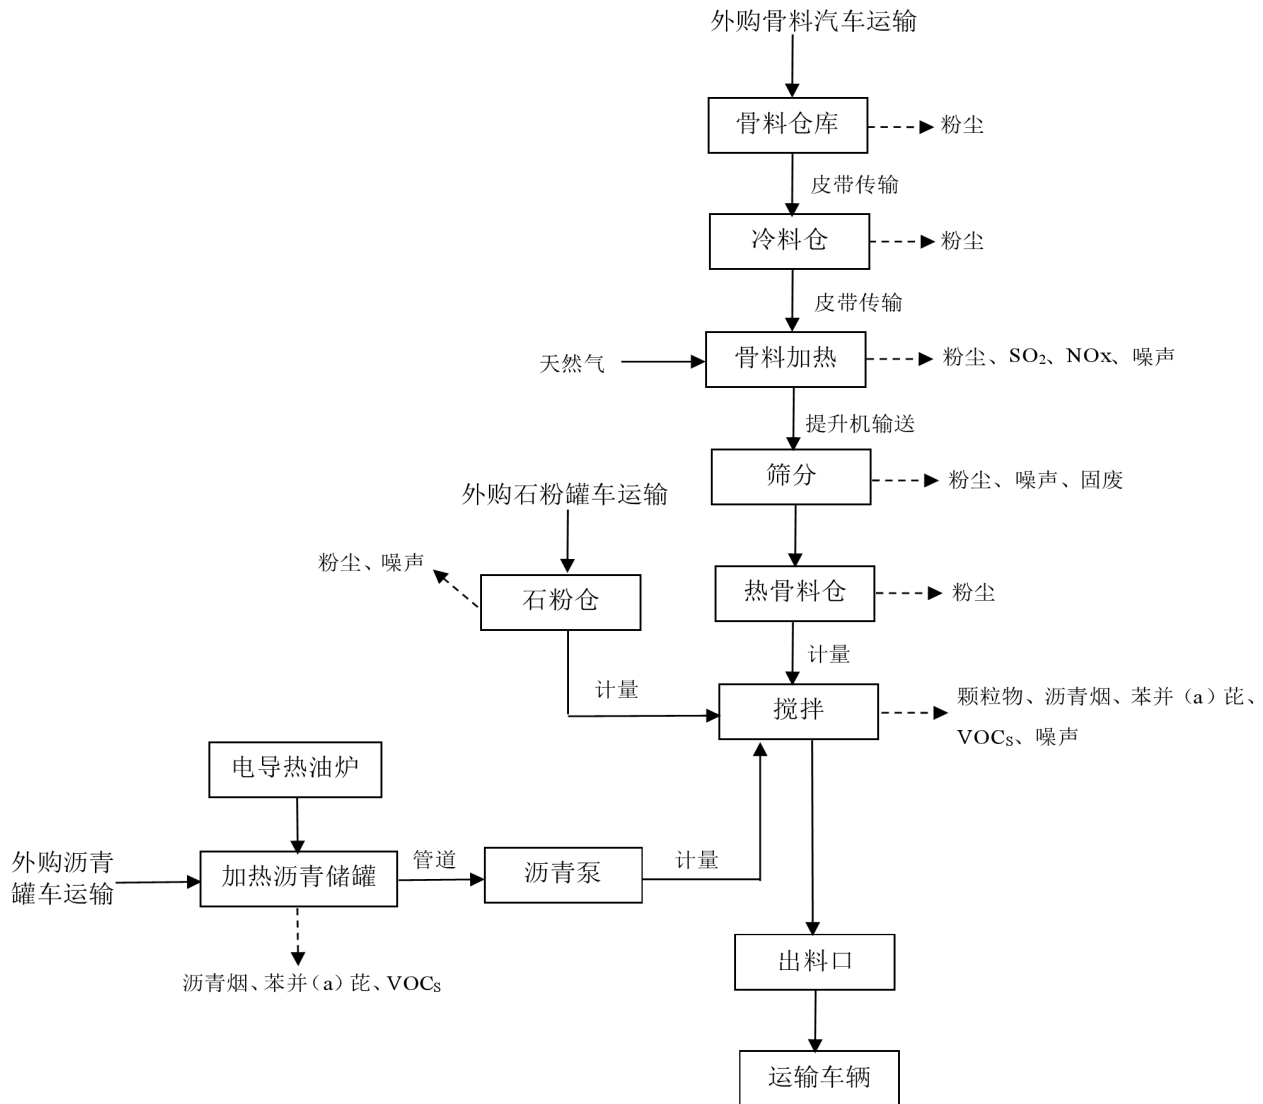 外购骨料汽车运输
骨料仓库
粉尘
皮带传输
冷料仓
粉尘
皮带传输
天然气
骨料加热
粉尘、SO₂、NOx、噪声
提升机输送
筛分
粉尘、噪声、固废
外购石粉罐车运输
粉尘、噪声
石粉仓
热骨料仓
粉尘
计量
计量
搅拌
颗粒物、沥青烟、苯并（a）芘、
VOCS、噪声
电导热油炉
外购沥青
罐车运输
加热沥青储罐
管道
沥青泵
计量
沥青烟、苯并（a）芘、VOCS
出料口
运输车辆